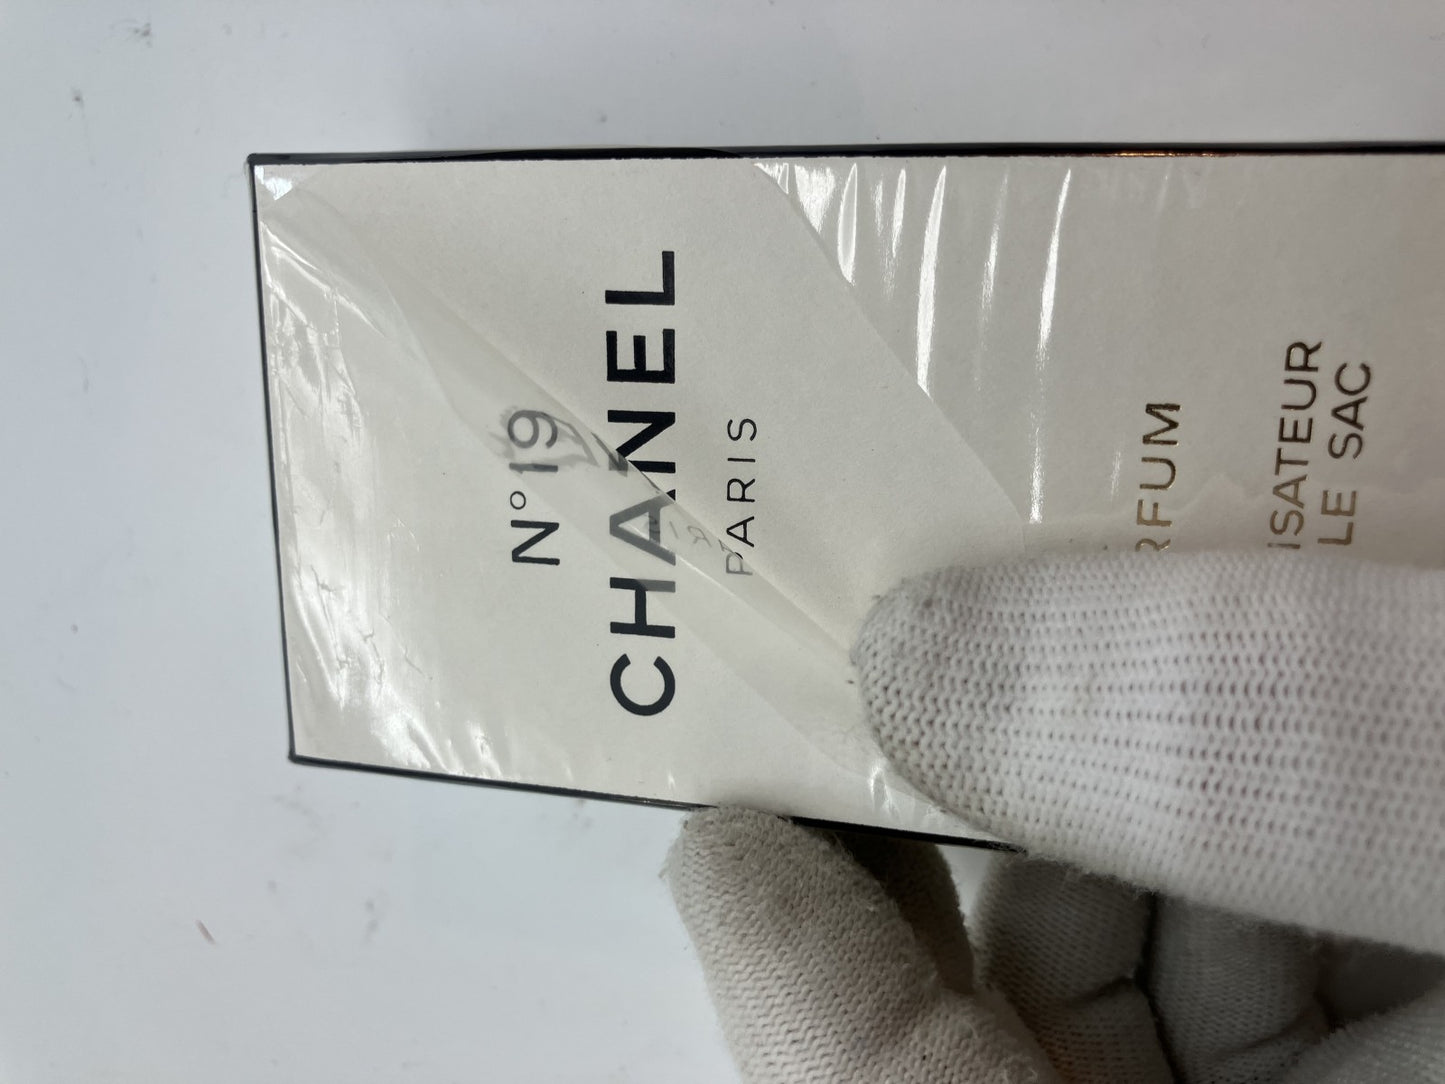 N°19
CHANEL
PARIS
RFUM
ISATEUR
LE SAC